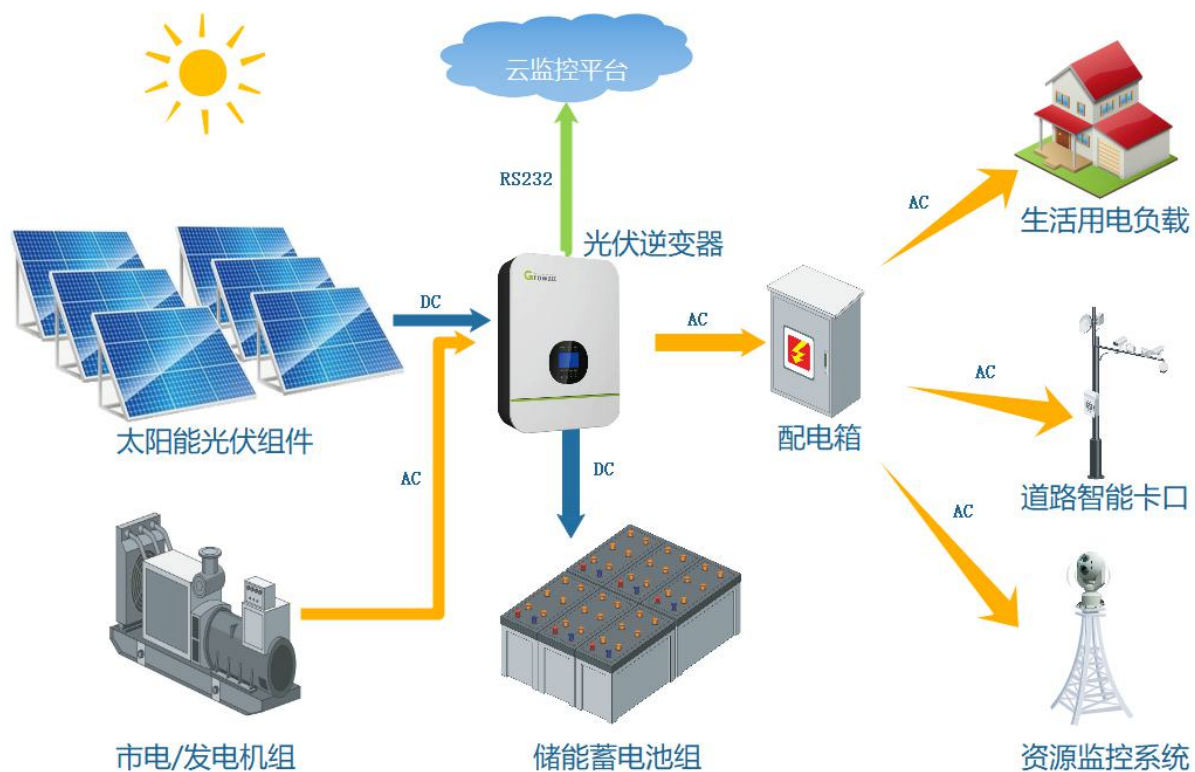 云监控平台
RS232
光伏逆变器
Growatt
DC
AC
AC
生活用电负载
AC
太阳能光伏组件
AC
DC
配电箱
道路智能卡口
AC
市电/发电机组
储能蓄电池组
资源监控系统